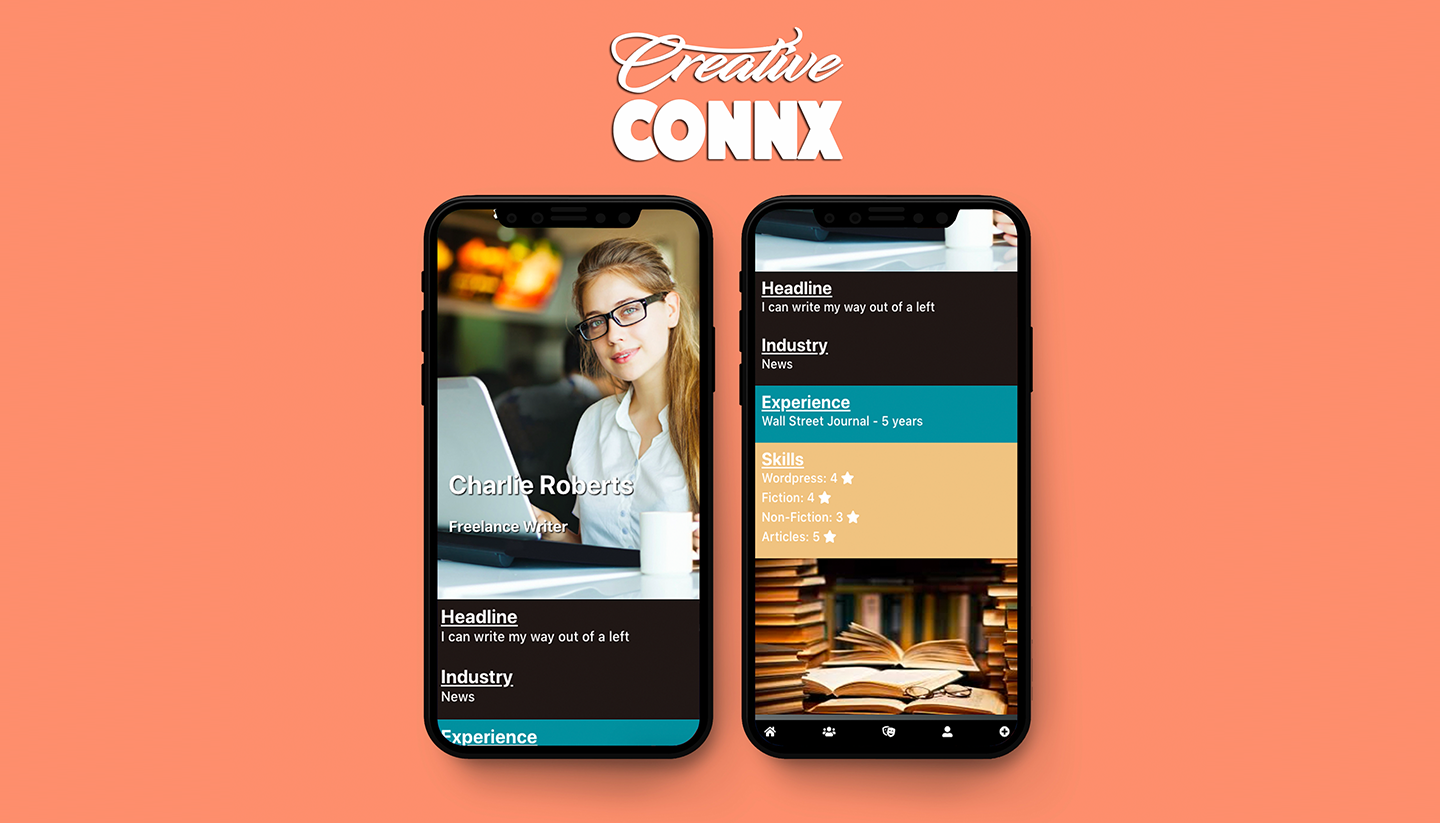 Creative
CONNX
Charlie Roberts
Freelance Writer
Headline
I can write my way out of a left
Industry
News
Experience
Headline
I can write my way out of a left
Industry
News
Experience
Wall Street Journal - 5 years
Skills
Wordpress: 4
Fiction: 4
Non-Fiction: 3
Articles: 5